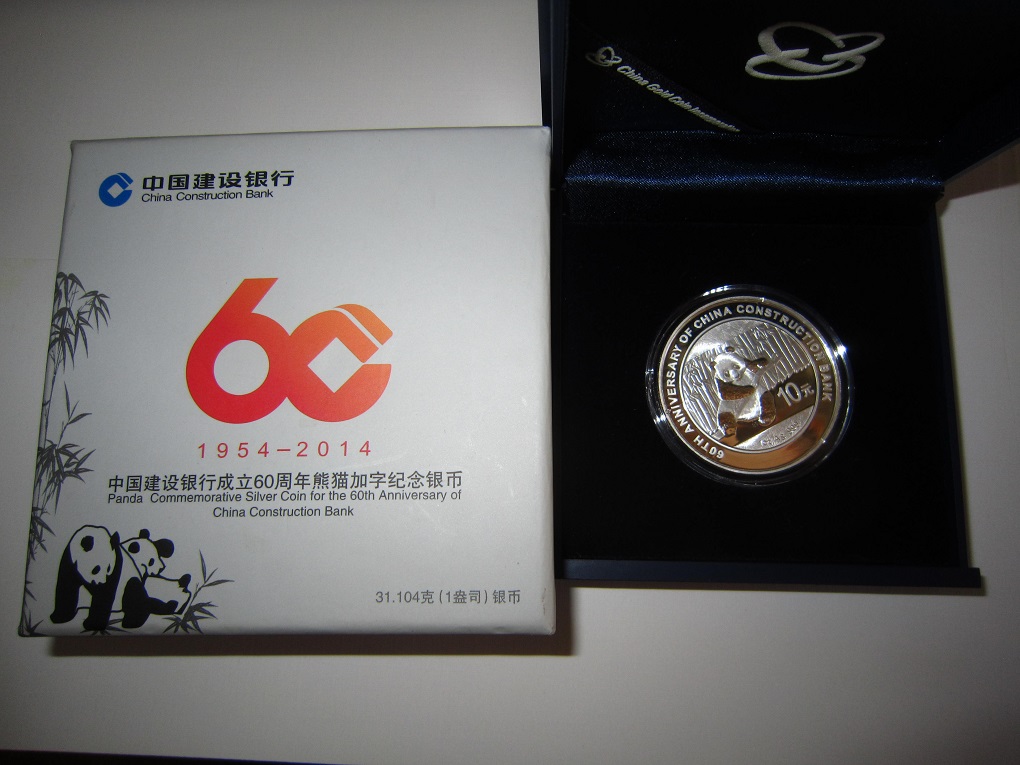 中国建设银行
China Construction Bank
60
1954-2014
中国建设银行成立60周年熊猫加字纪念银币
Panda Commemorative Silver Coin for the 60th Anniversary of
China Construction Bank
31.104克(1盎司)银币
China Gold Coin
60TH ANNIVERSARY OF CHINA CONSTRUCTION BANK
10元